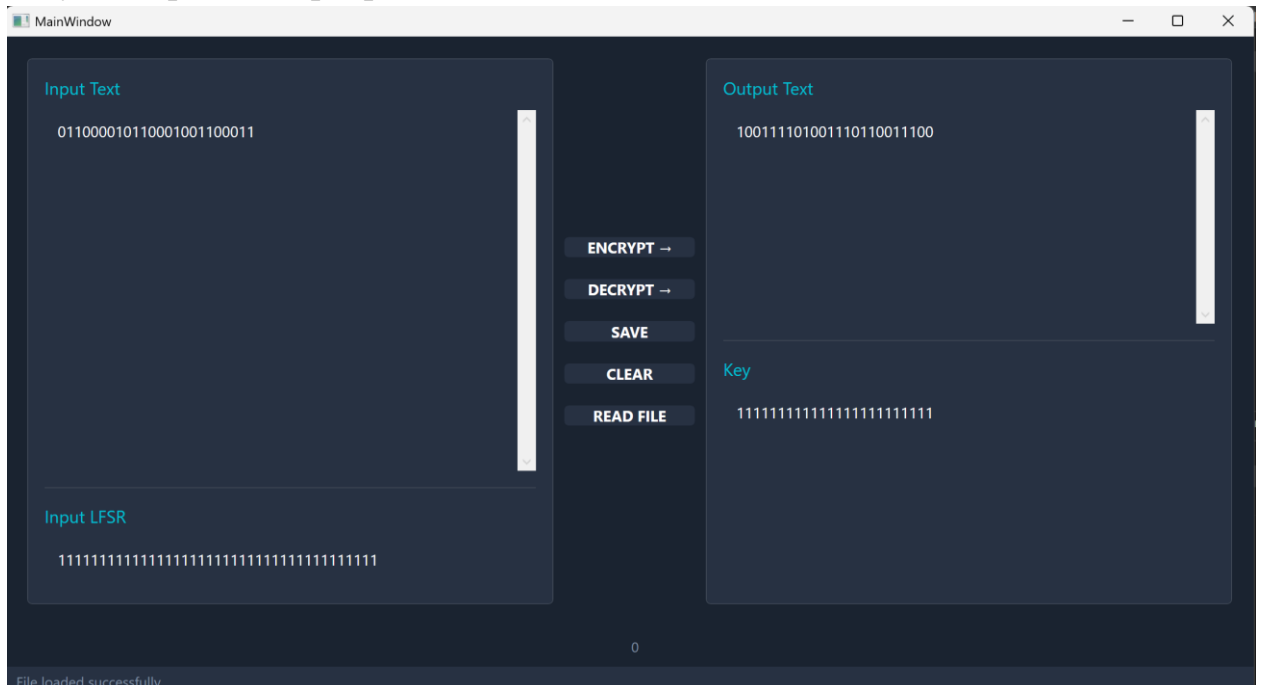 MainWindow
Input Text
011000010110001001100011
Input LFSR
111111111111111111111111111111111111111
ENCRYPT →
DECRYPT →
SAVE
CLEAR
READ FILE
Output Text
100111101001110110011100
Key
111111111111111111111111
0
File loaded successfully